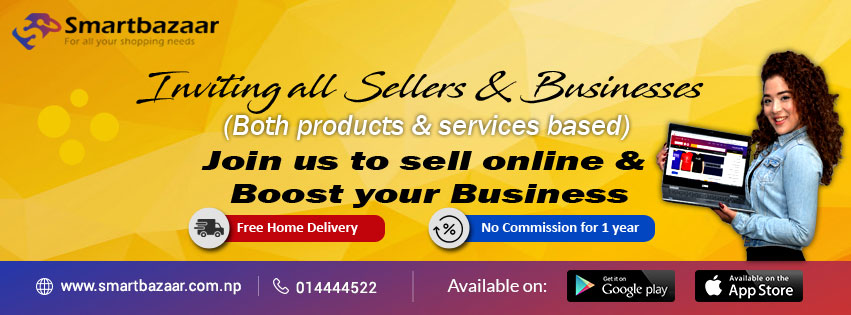 Smartbazaar
For all your shopping needs
Inviting all Sellers & Businesses
(Both products & services based)
Join us to sell online &
Boost your Business
Free Home Delivery
% No Commission for 1 year
www.smartbazaar.com.np
014444522
Available on:
Get it on
Google play
Available on the
App Store